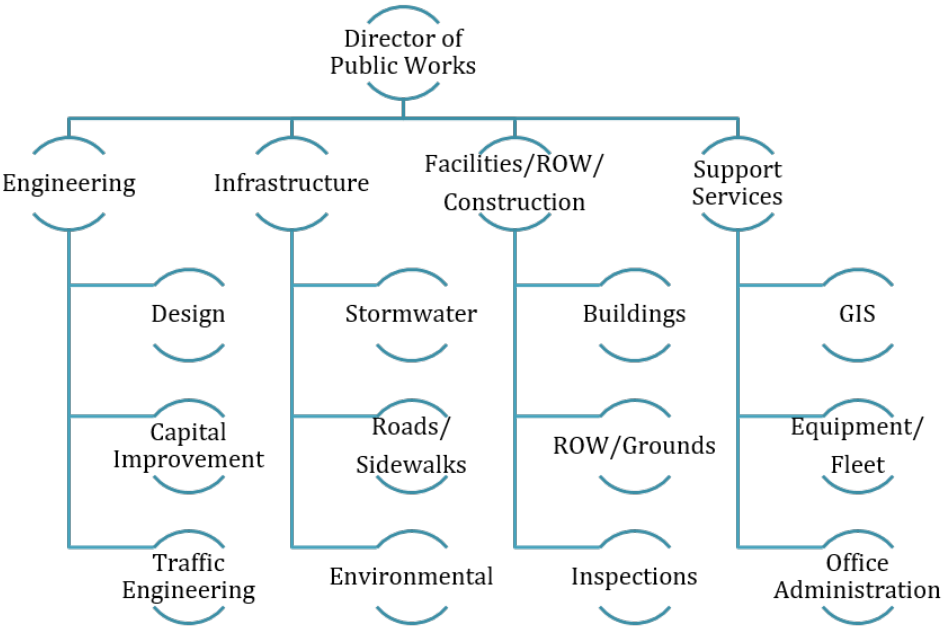 Director of
Public Works
Engineering
Infrastructure
Facilities/ROW/
Construction
Support
Services
Design
Capital
Improvement
Traffic
Engineering
Stormwater
Roads/
Sidewalks
Environmental
Buildings
ROW/Grounds
Inspections
GIS
Equipment/
Fleet
Office
Administration